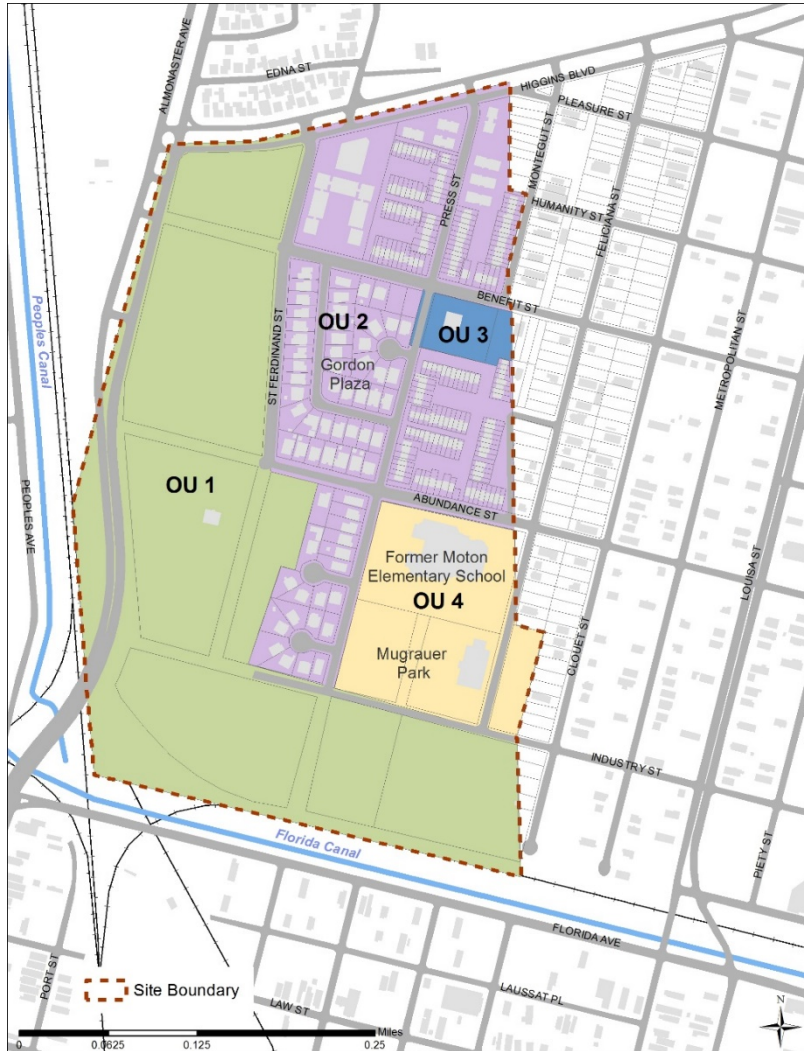 ALMONASTER AVE
EDNA ST
HIGGINS BLVD
PLEASURE ST
MONTEGUT ST
PRESS ST
HUMANITY ST
FELICIANA ST
Peoples Canal
BENEFIT ST
OU 2
OU 3
ST FERDINAND ST
Gordon
Plaza
METROPOLITAN ST
OU 1
PEOPLES AVE
ABUNDANCE ST
Former Moton
Elementary School
OU 4
LOUISA ST
Mugrauer
Park
CLOUET ST
INDUSTRY ST
Florida Canal
PIETY ST
FLORIDA AVE
PORT ST
Site Boundary
LAW ST
LAUSSAT PL
N
Miles
0 0.0625 0.125 0.25